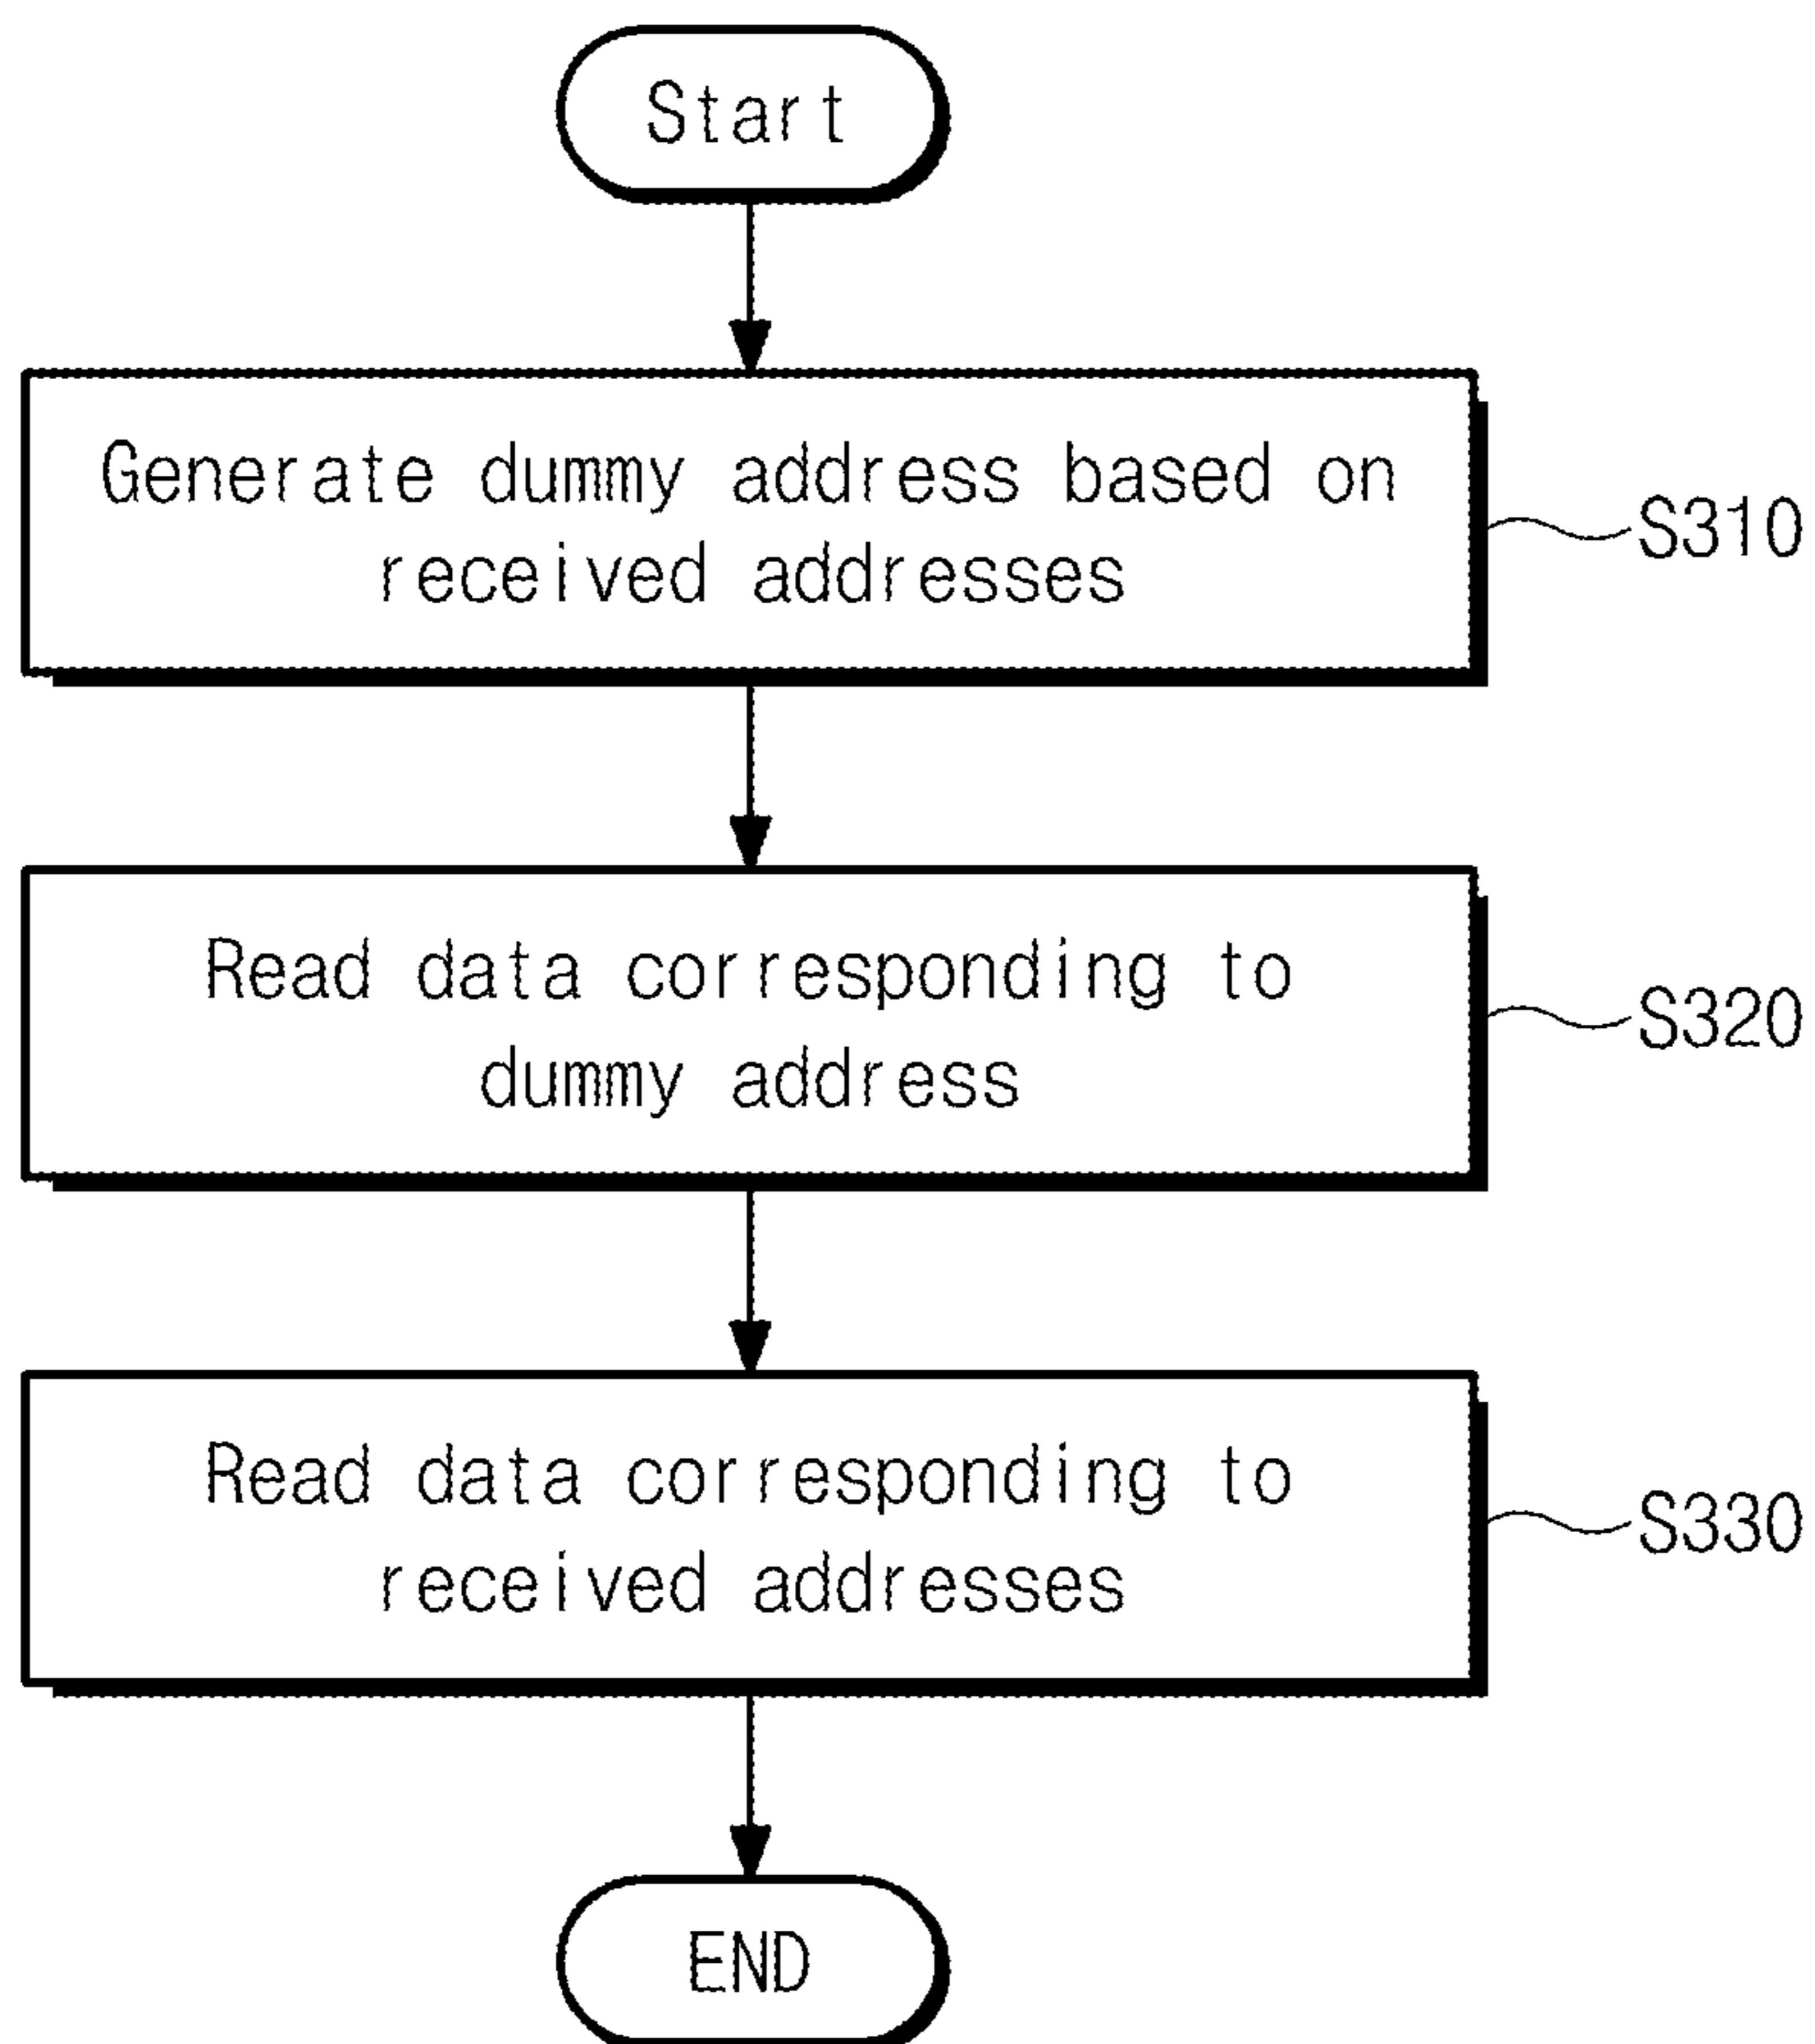 Start
Generate dummy address based on
received addresses
S310
Read data corresponding to
dummy address
S320
Read data corresponding to
received addresses
S330
END